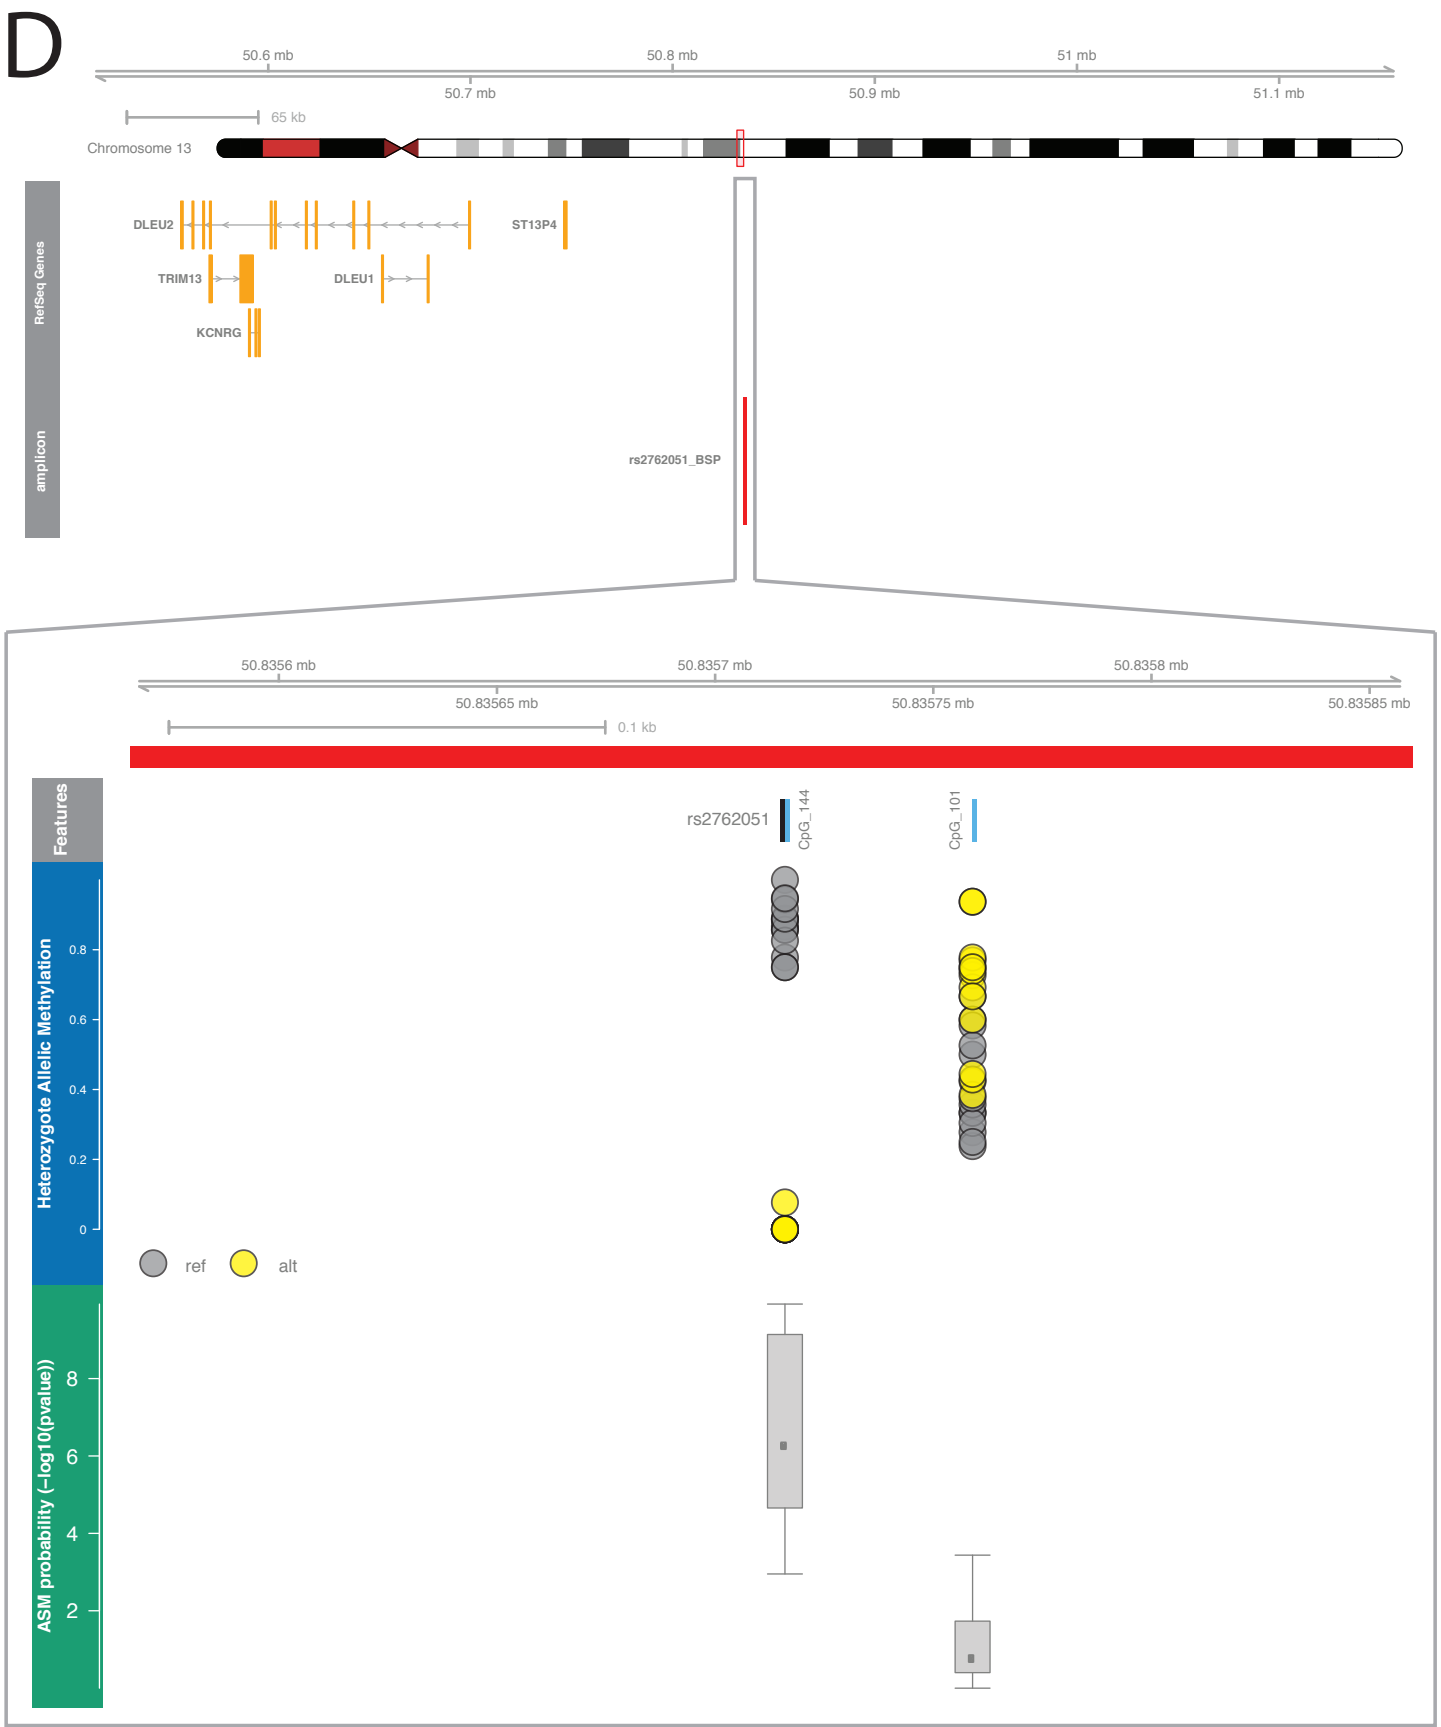 D
50.6 mb
50.8 mb
51 mb
50.7 mb
50.9 mb
51.1 mb
65 kb
Chromosome 13
RefSeq Genes
DLEU2
ST13P4
TRIM13
DLEU1
KCNRG
amplicon
rs2762051_BSP
50.8356 mb
50.8357 mb
50.8358 mb
50.83565 mb
50.83575 mb
50.83585 mb
0.1 kb
Features
rs2762051
CpG_144
CpG_101
Heterozygote Allelic Methylation
0.8
0.6
0.4
0.2
0
ref
alt
ASM probability (−log10(pvalue))
8
6
4
2